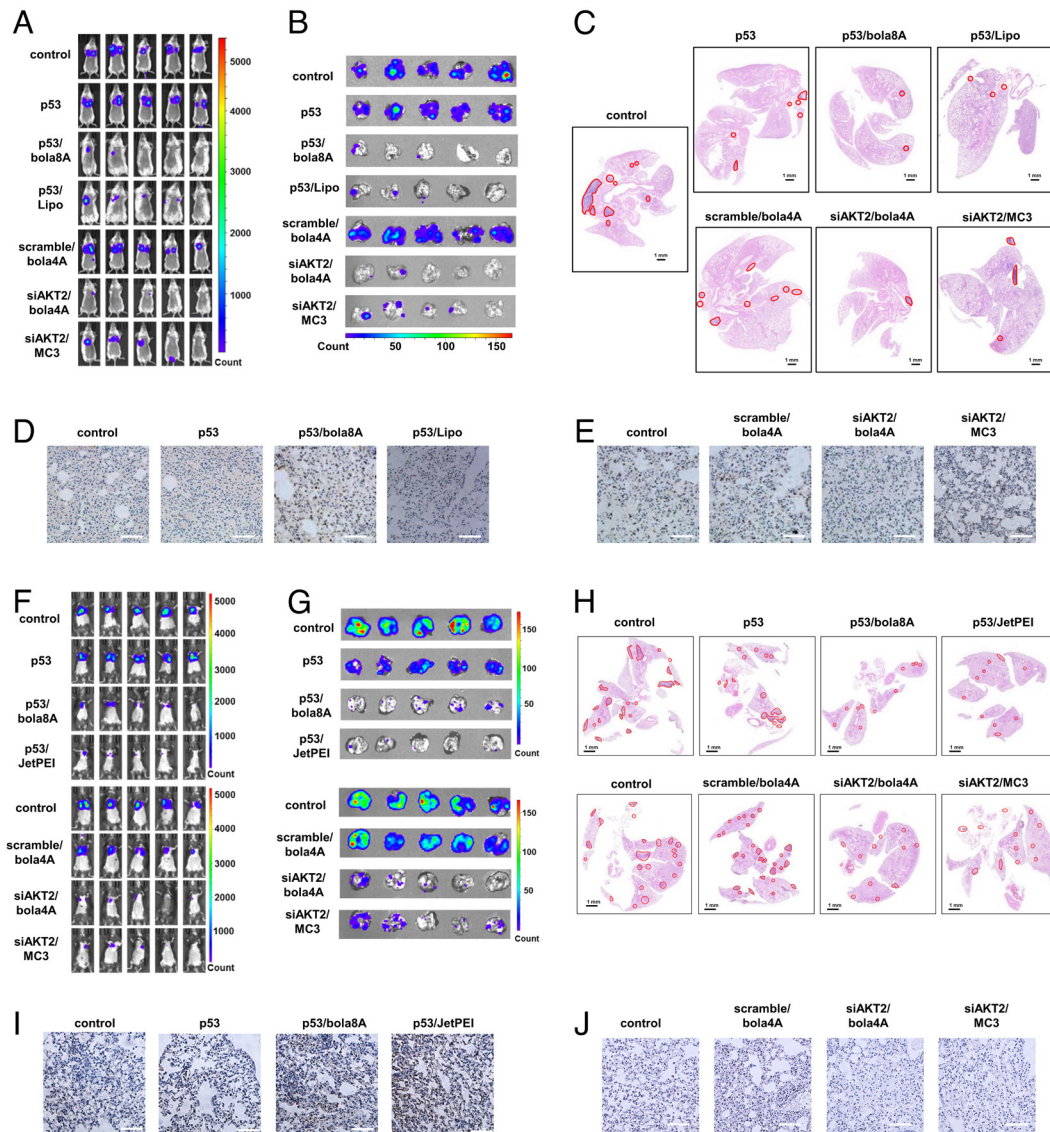 A
control
p53
p53/
bola8A
p53/
Lipo
scramble/
bola4A
siAKT2/
bola4A
siAKT2/
MC3
5000
4000
3000
2000
1000
Count
B
control
p53
p53/
bola8A
p53/Lipo
scramble/
bola4A
siAKT2/
bola4A
siAKT2/
MC3
Count 50 100 150
C
control
p53
p53/bola8A
p53/Lipo
1 mm
1 mm
1 mm
1 mm
scramble/bola4A
siAKT2/bola4A
siAKT2/MC3
1 mm
1 mm
1 mm
D
control
p53
p53/bola8A
p53/Lipo
E
control
scramble/
bola4A
siAKT2/
bola4A
siAKT2/
MC3
F
control
p53
p53/
bola8A
p53/
JetPEI
5000
4000
3000
2000
1000
Count
control
scramble/
bola4A
siAKT2/
bola4A
siAKT2/
MC3
5000
4000
3000
2000
1000
Count
G
control
p53
p53/
bola8A
p53/
JetPEI
150
100
50
Count
control
scramble/
bola4A
siAKT2/
bola4A
siAKT2/
MC3
150
100
50
Count
H
control
p53
p53/bola8A
p53/JetPEI
1 mm
1 mm
1 mm
1 mm
control
scramble/bola4A
siAKT2/bola4A
siAKT2/MC3
1 mm
1 mm
1 mm
1 mm
I
control
p53
p53/bola8A
p53/JetPEI
J
control
scramble/
bola4A
siAKT2/
bola4A
siAKT2/
MC3